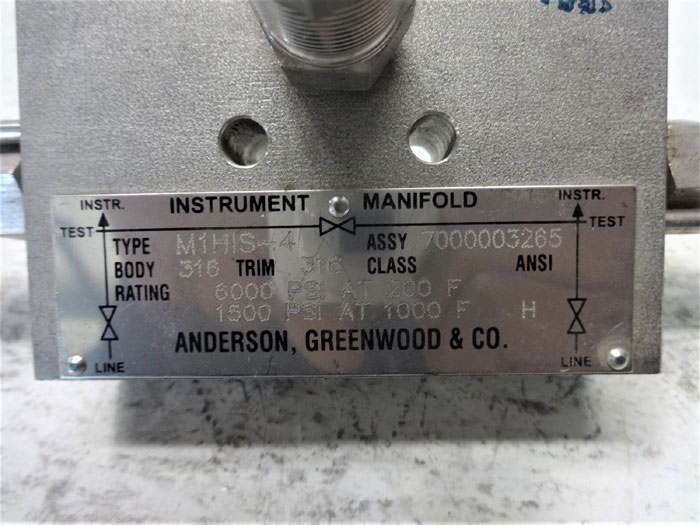 INSTR. INSTRUMENT MANIFOLD INSTR.
TEST TEST
TYPE M1HIS-4 ASSY 7000003265
BODY 316 TRIM 316 CLASS ANSI
RATING 6000 PSI AT 200 F
1500 PSI AT 1000 F H
ANDERSON, GREENWOOD & CO.
LINE LINE